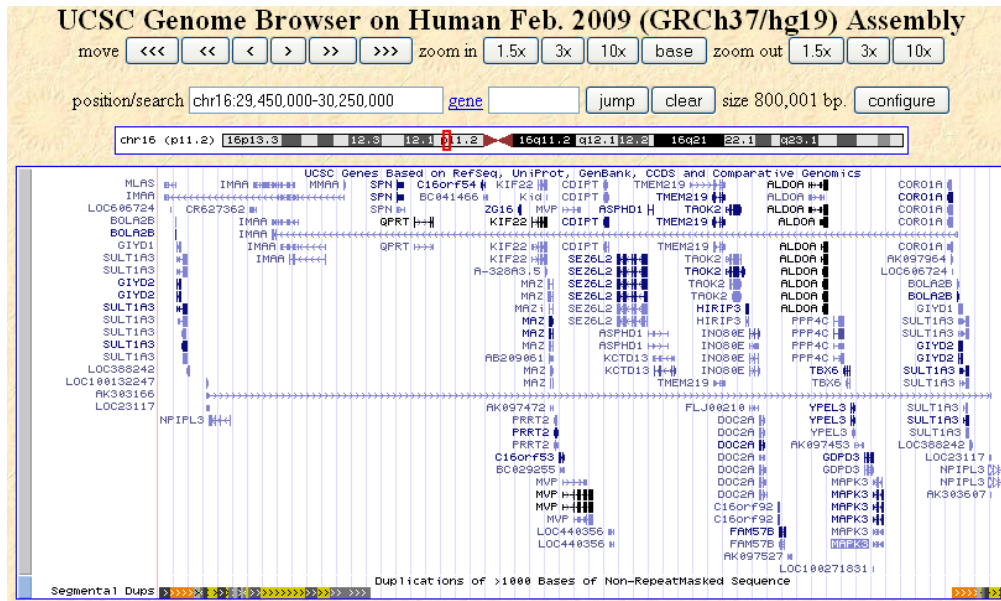 UCSC Genome Browser on Human Feb. 2009 (GRCh37/hg19) Assembly
move <<< << < > >> >>> zoom in 1.5x 3x 10x base zoom out 1.5x 3x 10x
position/search chr16:29,450,000-30,250,000 gene jump clear size 800,001 bp. configure
chr16 (p11.2) 16p13.3 12.3 12.1 p11.2 16q11.2 q12.1 12.2 16q21 22.1 q23.1
UCSC Genes Based on RefSeq, UniProt, GenBank, CCDS and Comparative Genomics
MLAS IMAA MMAA SPN C16orf54 KIF22 CDIPT TMEM219 ALDOA CORO1A
IMAA BC041466 Kid CDIPT TMEM219 ALDOA CORO1A
LOC606724 CR627362 SPN ZG16 MVP ASPHD1 TAOK2 ALDOA CORO1A
BOLA2B IMAA QPRT KIF22 CDIPT TMEM219 ALDOA
BOLA2B IMAA
GIYD1 IMAA QPRT KIF22 CDIPT TMEM219 ALDOA CORO1A
SULT1A3 IMAA KIF22 SEZ6L2 TAOK2 ALDOA AK097964
SULT1A3 A-328A3.5 SEZ6L2 TAOK2 ALDOA LOC606724
GIYD2 MAZ SEZ6L2 TAOK2 ALDOA BOLA2B
GIYD2 MAZ SEZ6L2 TAOK2 ALDOA BOLA2B
SULT1A3 MAZi SEZ6L2 HIRIP3 ALDOA GIYD1
SULT1A3 MAZ SEZ6L2 HIRIP3 PPP4C SULT1A3
SULT1A3 MAZ ASPHD1 INO80E PPP4C SULT1A3
SULT1A3 MAZ ASPHD1 INO80E PPP4C GIYD2
SULT1A3 AB209061 KCTD13 INO80E PPP4C GIYD2
LOC388242 MAZ KCTD13 INO80E TBX6 SULT1A3
LOC100132247 MAZ TMEM219 TBX6 SULT1A3
AK303166
LOC23117 AK097472 FLJ00210 YPEL3 SULT1A3
NPIPL3 PRRT2 DOC2A YPEL3 SULT1A3
PRRT2 DOC2A YPEL3 SULT1A3
PRRT2 DOC2A AK097453 LOC388242
C16orf53 DOC2A GDPD3 LOC23117
BC029255 DOC2A GDPD3 NPIPL3
MVP DOC2A MAPK3 NPIPL3
MVP DOC2A MAPK3 AK303607
MVP C16orf92 MAPK3
MVP C16orf92 MAPK3
LOC440356 FAM57B MAPK3
LOC440356 FAM57B MAPK3
AK097527
LOC100271831
Duplications of >1000 Bases of Non-RepeatMasked Sequence
Segmental Dups